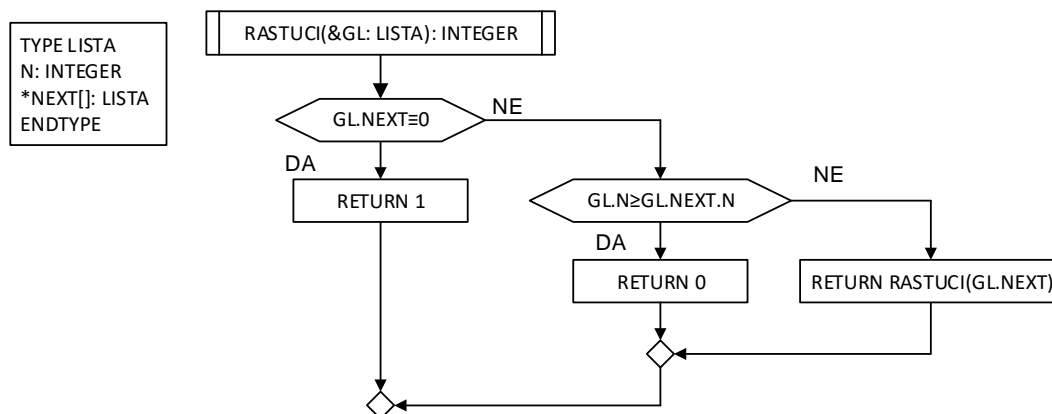 TYPE LISTA
N: INTEGER
*NEXT[]: LISTA
ENDTYPE
RASTUCI(&GL: LISTA): INTEGER
GL.NEXT≡0
NE
DA
RETURN 1
GL.N≥GL.NEXT.N
NE
DA
RETURN 0
RETURN RASTUCI(GL.NEXT)